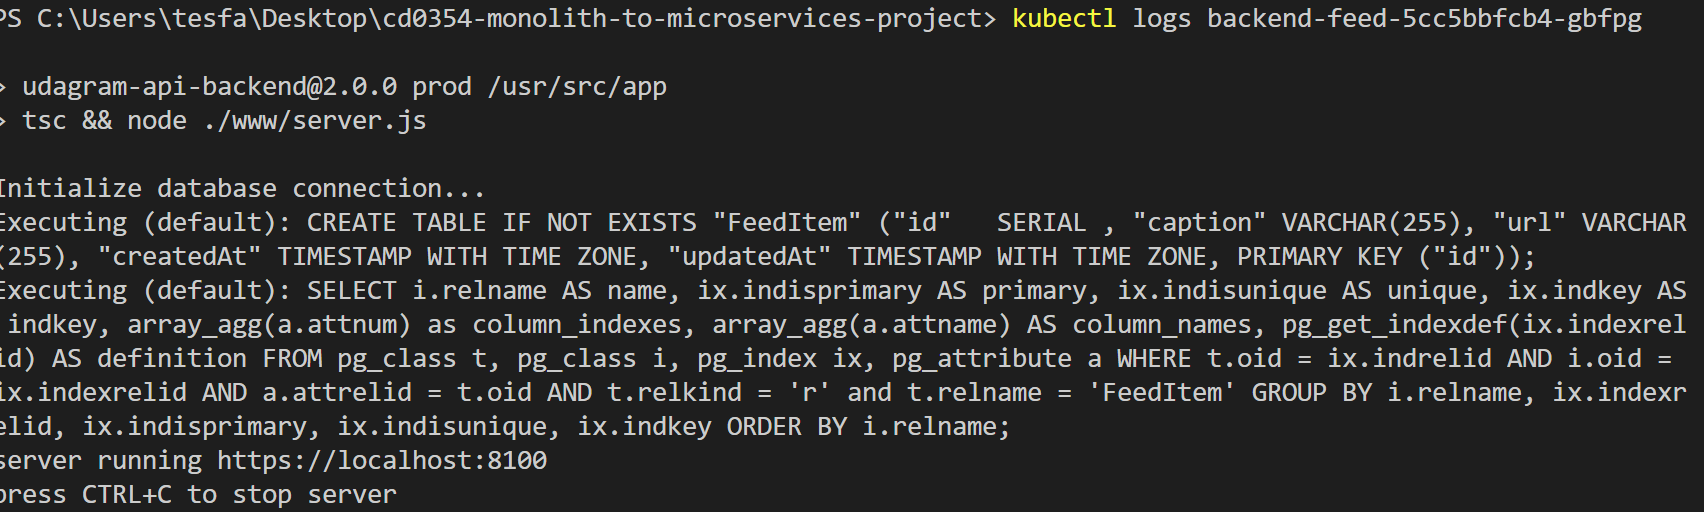 PS C:\Users\tesfa\Desktop\cd0354-monolith-to-microservices-project> kubectl logs backend-feed-5cc5bbfcb4-gbfpg
> udagram-api-backend@2.0.0 prod /usr/src/app
> tsc && node ./www/server.js
Initialize database connection...
Executing (default): CREATE TABLE IF NOT EXISTS "FeedItem" ("id"   SERIAL , "caption" VARCHAR(255), "url" VARCHAR
(255), "createdAt" TIMESTAMP WITH TIME ZONE, "updatedAt" TIMESTAMP WITH TIME ZONE, PRIMARY KEY ("id"));
Executing (default): SELECT i.relname AS name, ix.indisprimary AS primary, ix.indisunique AS unique, ix.indkey AS
 indkey, array_agg(a.attnum) as column_indexes, array_agg(a.attname) AS column_names, pg_get_indexdef(ix.indexrel
id) AS definition FROM pg_class t, pg_class i, pg_index ix, pg_attribute a WHERE t.oid = ix.indrelid AND i.oid =
ix.indexrelid AND a.attrelid = t.oid AND t.relkind = 'r' and t.relname = 'FeedItem' GROUP BY i.relname, ix.indexr
elid, ix.indisprimary, ix.indisunique, ix.indkey ORDER BY i.relname;
server running https://localhost:8100
press CTRL+C to stop server